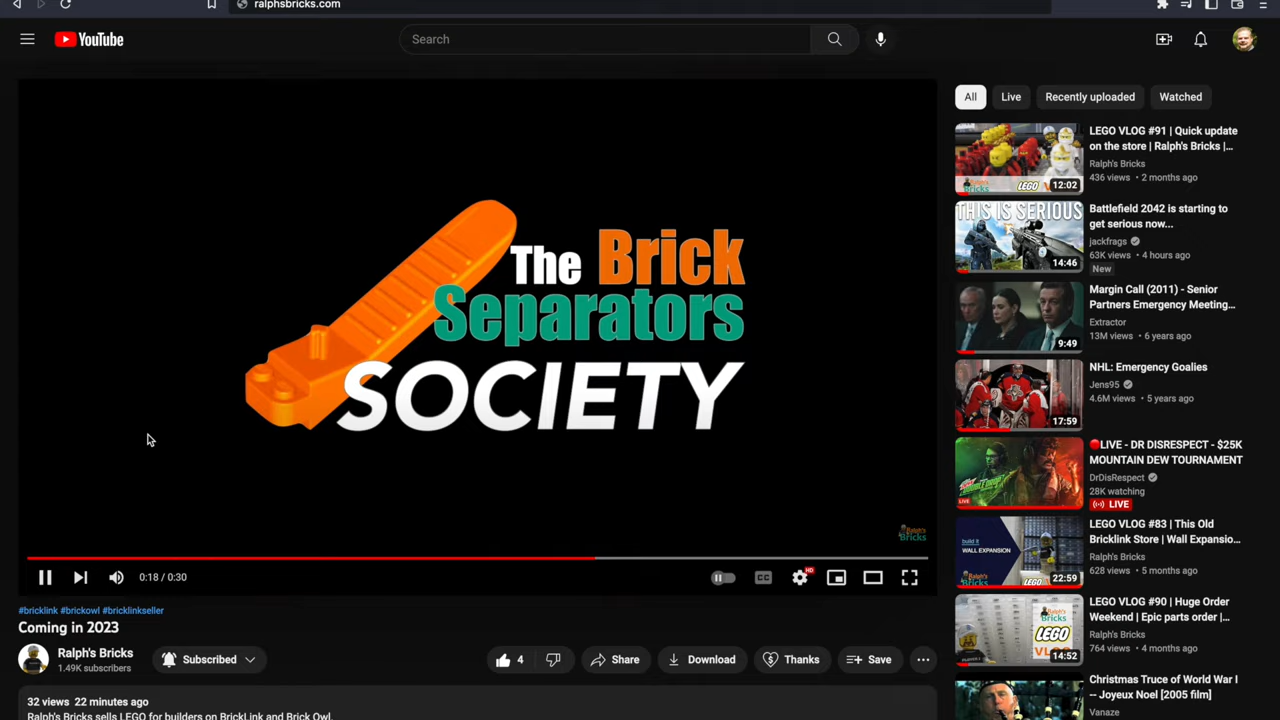 ralphsbricks.com
YouTube
Search
The Brick
Separators
SOCIETY
Ralph's
Bricks
0:18 / 0:30
CC
HD
#bricklink #brickowl #bricklinkseller
Coming in 2023
Ralph's Bricks
1.49K subscribers
Subscribed
4
Share
Download
Thanks
Save
32 views 22 minutes ago
Ralph's Bricks sells LEGO for builders on BrickLink and Brick Owl.
All
Live
Recently uploaded
Watched
LEGO
12:02
LEGO VLOG #91 | Quick update
on the store | Ralph's Bricks |...
Ralph's Bricks
436 views • 2 months ago
THIS IS SERIOUS
14:46
Battlefield 2042 is starting to
get serious now...
jackfrags
63K views • 4 hours ago
New
9:49
Margin Call (2011) - Senior
Partners Emergency Meeting...
Extractor
13M views • 6 years ago
17:59
NHL: Emergency Goalies
Jens95
4.6M views • 5 years ago
LIVE
LIVE - DR DISRESPECT - $25K
MOUNTAIN DEW TOURNAMENT
DrDisRespect
28K watching
LIVE
build it
WALL EXPANSION
22:59
LEGO VLOG #83 | This Old
Bricklink Store | Wall Expansio...
Ralph's Bricks
628 views • 5 months ago
LEGO
14:52
LEGO VLOG #90 | Huge Order
Weekend | Epic parts order |...
Ralph's Bricks
764 views • 4 months ago
Christmas Truce of World War I
-- Joyeux Noel [2005 film]
Vanaze